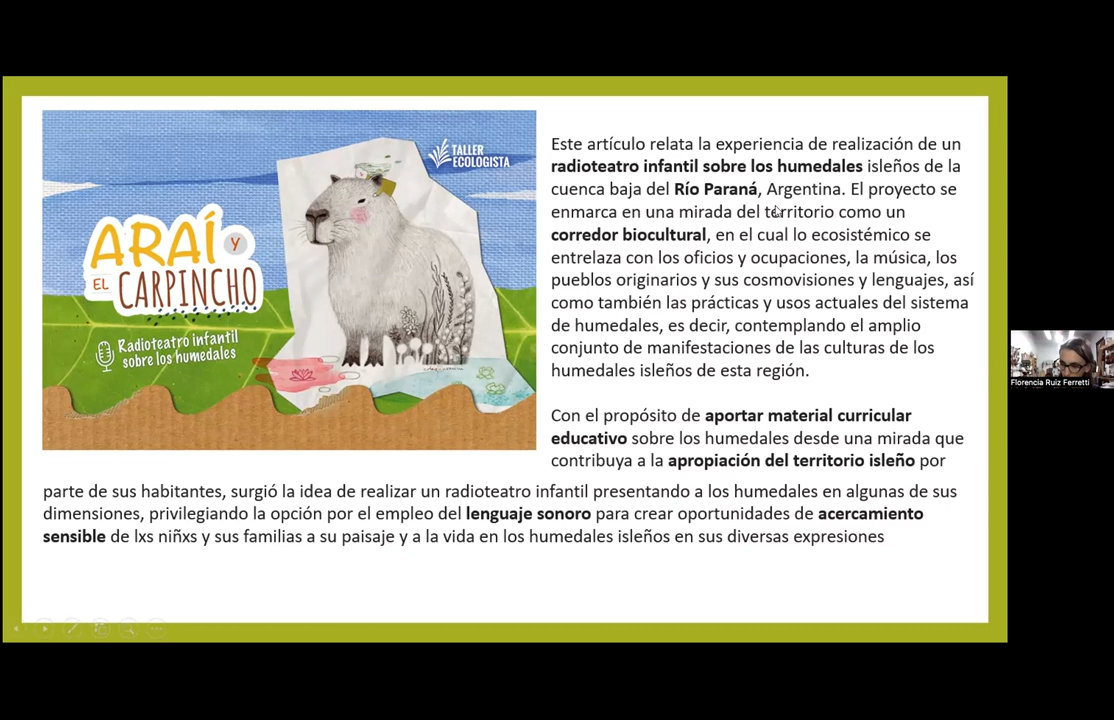 TALLER
ECOLOGISTA
ARAÍ y
EL CARPINCHO
Radioteatro infantil
sobre los humedales
Este artículo relata la experiencia de realización de un
radioteatro infantil sobre los humedales isleños de la
cuenca baja del Río Paraná, Argentina. El proyecto se
enmarca en una mirada del territorio como un
corredor biocultural, en el cual lo ecosistémico se
entrelaza con los oficios y ocupaciones, la música, los
pueblos originarios y sus cosmovisiones y lenguajes, así
como también las prácticas y usos actuales del sistema
de humedales, es decir, contemplando el amplio
conjunto de manifestaciones de las culturas de los
humedales isleños de esta región.
Con el propósito de aportar material curricular
educativo sobre los humedales desde una mirada que
contribuya a la apropiación del territorio isleño por
parte de sus habitantes, surgió la idea de realizar un radioteatro infantil presentando a los humedales en algunas de sus
dimensiones, privilegiando la opción por el empleo del lenguaje sonoro para crear oportunidades de acercamiento
sensible de lxs niñxs y sus familias a su paisaje y a la vida en los humedales isleños en sus diversas expresiones
Florencia Ruiz Ferretti